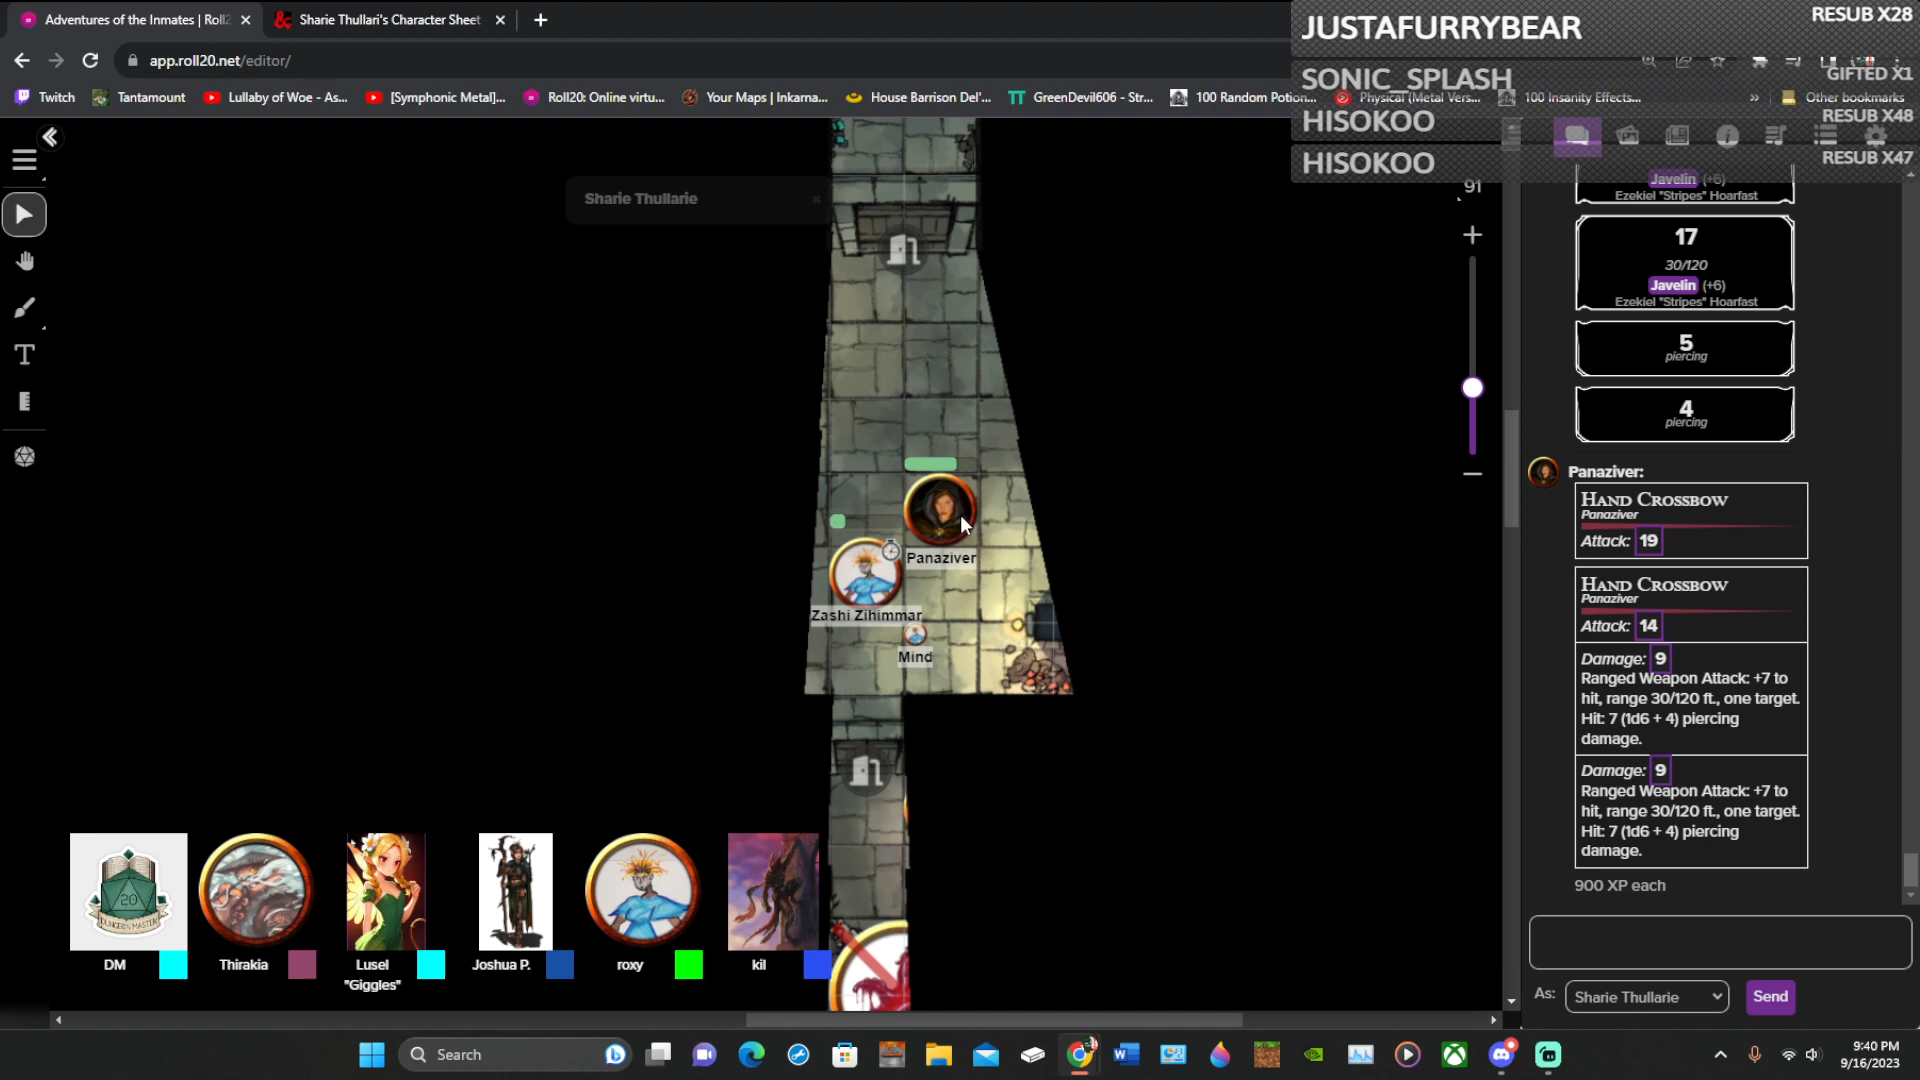 Adventures of the Inmates | Roll2
Sharie Thullari's Character Sheet
JUSTAFURRYBEAR
RESUB X28
app.roll20.net/editor/
SONIC_SPLASH
GIFTED X1
Twitch
Tantamount
Lullaby of Woe - As...
[Symphonic Metal]...
Roll20: Online virtu...
Your Maps | Inkarna...
House Barrison Del'...
GreenDevil606 - Str...
100 Random Potion...
Physical (Metal Vers...
100 Insanity Effects...
»
Other bookmarks
HISOKOO
RESUB X48
HISOKOO
RESUB X47
Sharie Thullarie
91
Javelin (+6)
Ezekiel "Stripes" Hoarfast
17
30/120
Javelin (+6)
Ezekiel "Stripes" Hoarfast
5
piercing
4
piercing
Panaziver:
Hand Crossbow
Panaziver
Attack: 19
Hand Crossbow
Panaziver
Attack: 14
Damage: 9
Ranged Weapon Attack: +7 to
hit, range 30/120 ft., one target.
Hit: 7 (1d6 + 4) piercing
damage.
Damage: 9
Ranged Weapon Attack: +7 to
hit, range 30/120 ft., one target.
Hit: 7 (1d6 + 4) piercing
damage.
900 XP each
Panaziver
Zashi Zihimmar
Mind
20
DUNGEON MASTER
DM
Thirakia
Lusel
"Giggles"
Joshua P.
roxy
kil
As:
Sharie Thullarie
Send
Search
9:40 PM
9/16/2023